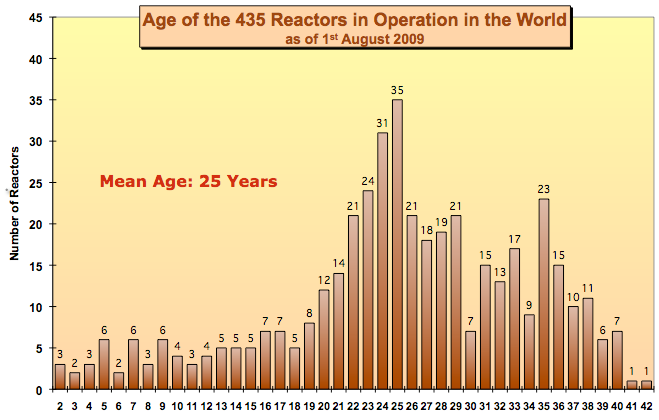 Age of the 435 Reactors in Operation in the World
as of 1st August 2009
Number of Reactors
Mean Age: 25 Years
45
40
35
30
25
20
15
10
5
0
3 2 3 6 2 6 3 6 4 3 4 5 5 5 7 7 5 8 12 14 21 24 31 35 21 18 19 21 7 15 13 17 9 23 15 10 11 6 7 1 1
2 3 4 5 6 7 8 9 10 11 12 13 14 15 16 17 18 19 20 21 22 23 24 25 26 27 28 29 30 31 32 33 34 35 36 37 38 39 40 41 42